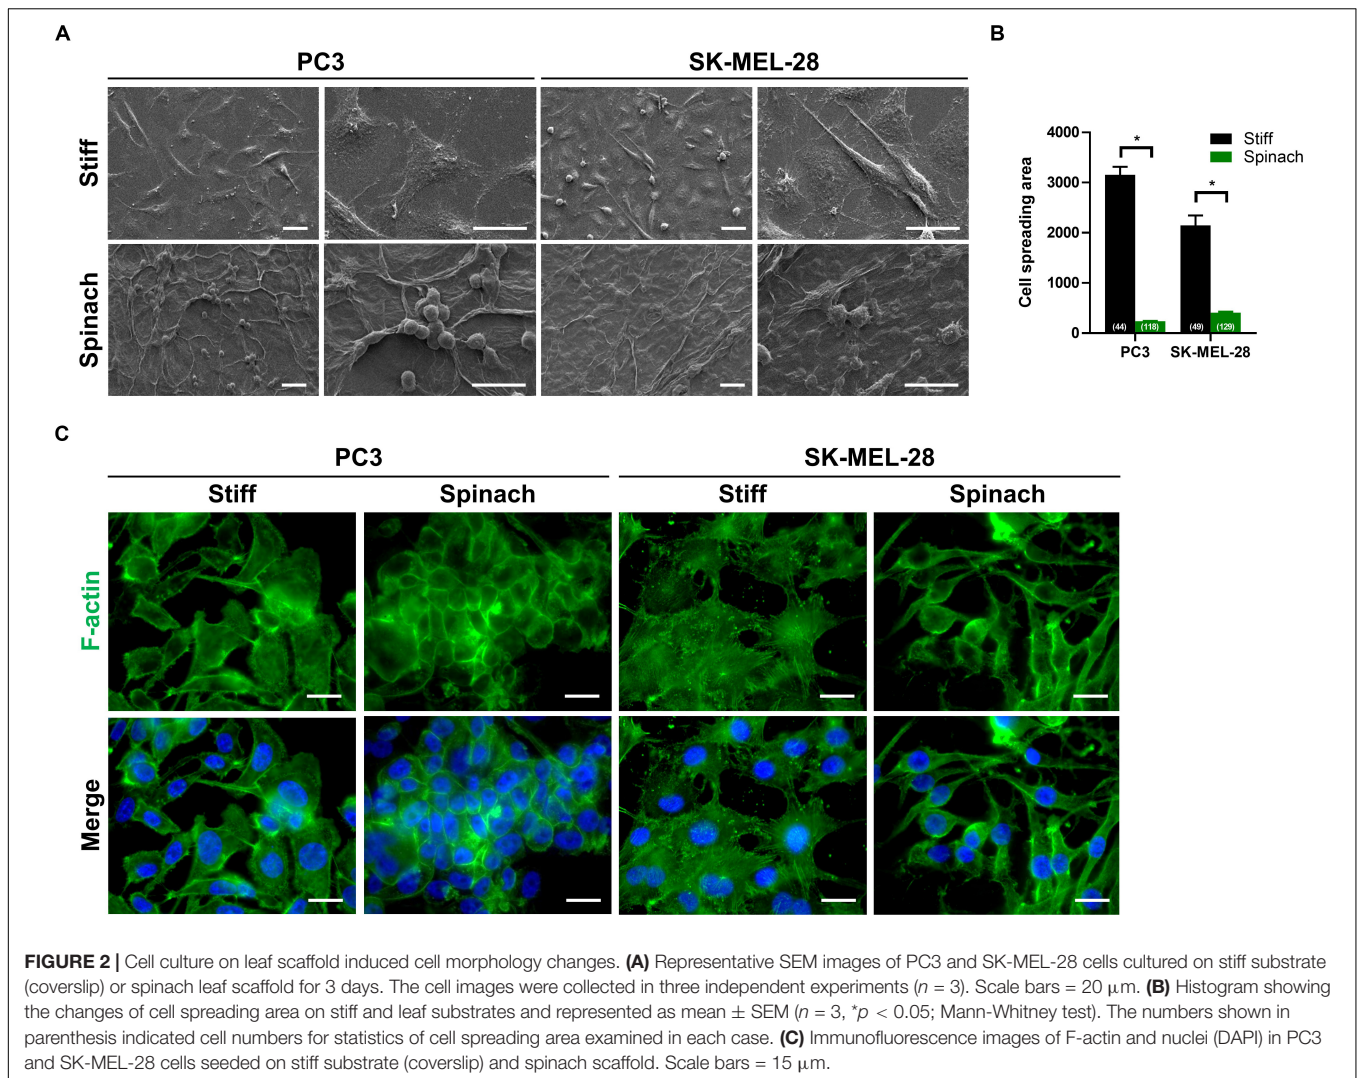 A
PC3 SK-MEL-28
Stiff
Spinach
B
4000
3000
2000
1000
0
Cell spreading area
* *
Stiff
Spinach
(44) (118) (49) (129)
PC3 SK-MEL-28
C
PC3 SK-MEL-28
Stiff Spinach Stiff Spinach
F-actin
Merge
FIGURE 2 | Cell culture on leaf scaffold induced cell morphology changes. (A) Representative SEM images of PC3 and SK-MEL-28 cells cultured on stiff substrate
(coverslip) or spinach leaf scaffold for 3 days. The cell images were collected in three independent experiments (n = 3). Scale bars = 20 μm. (B) Histogram showing
the changes of cell spreading area on stiff and leaf substrates and represented as mean ± SEM (n = 3, *p < 0.05; Mann-Whitney test). The numbers shown in
parenthesis indicated cell numbers for statistics of cell spreading area examined in each case. (C) Immunofluorescence images of F-actin and nuclei (DAPI) in PC3
and SK-MEL-28 cells seeded on stiff substrate (coverslip) and spinach scaffold. Scale bars = 15 μm.